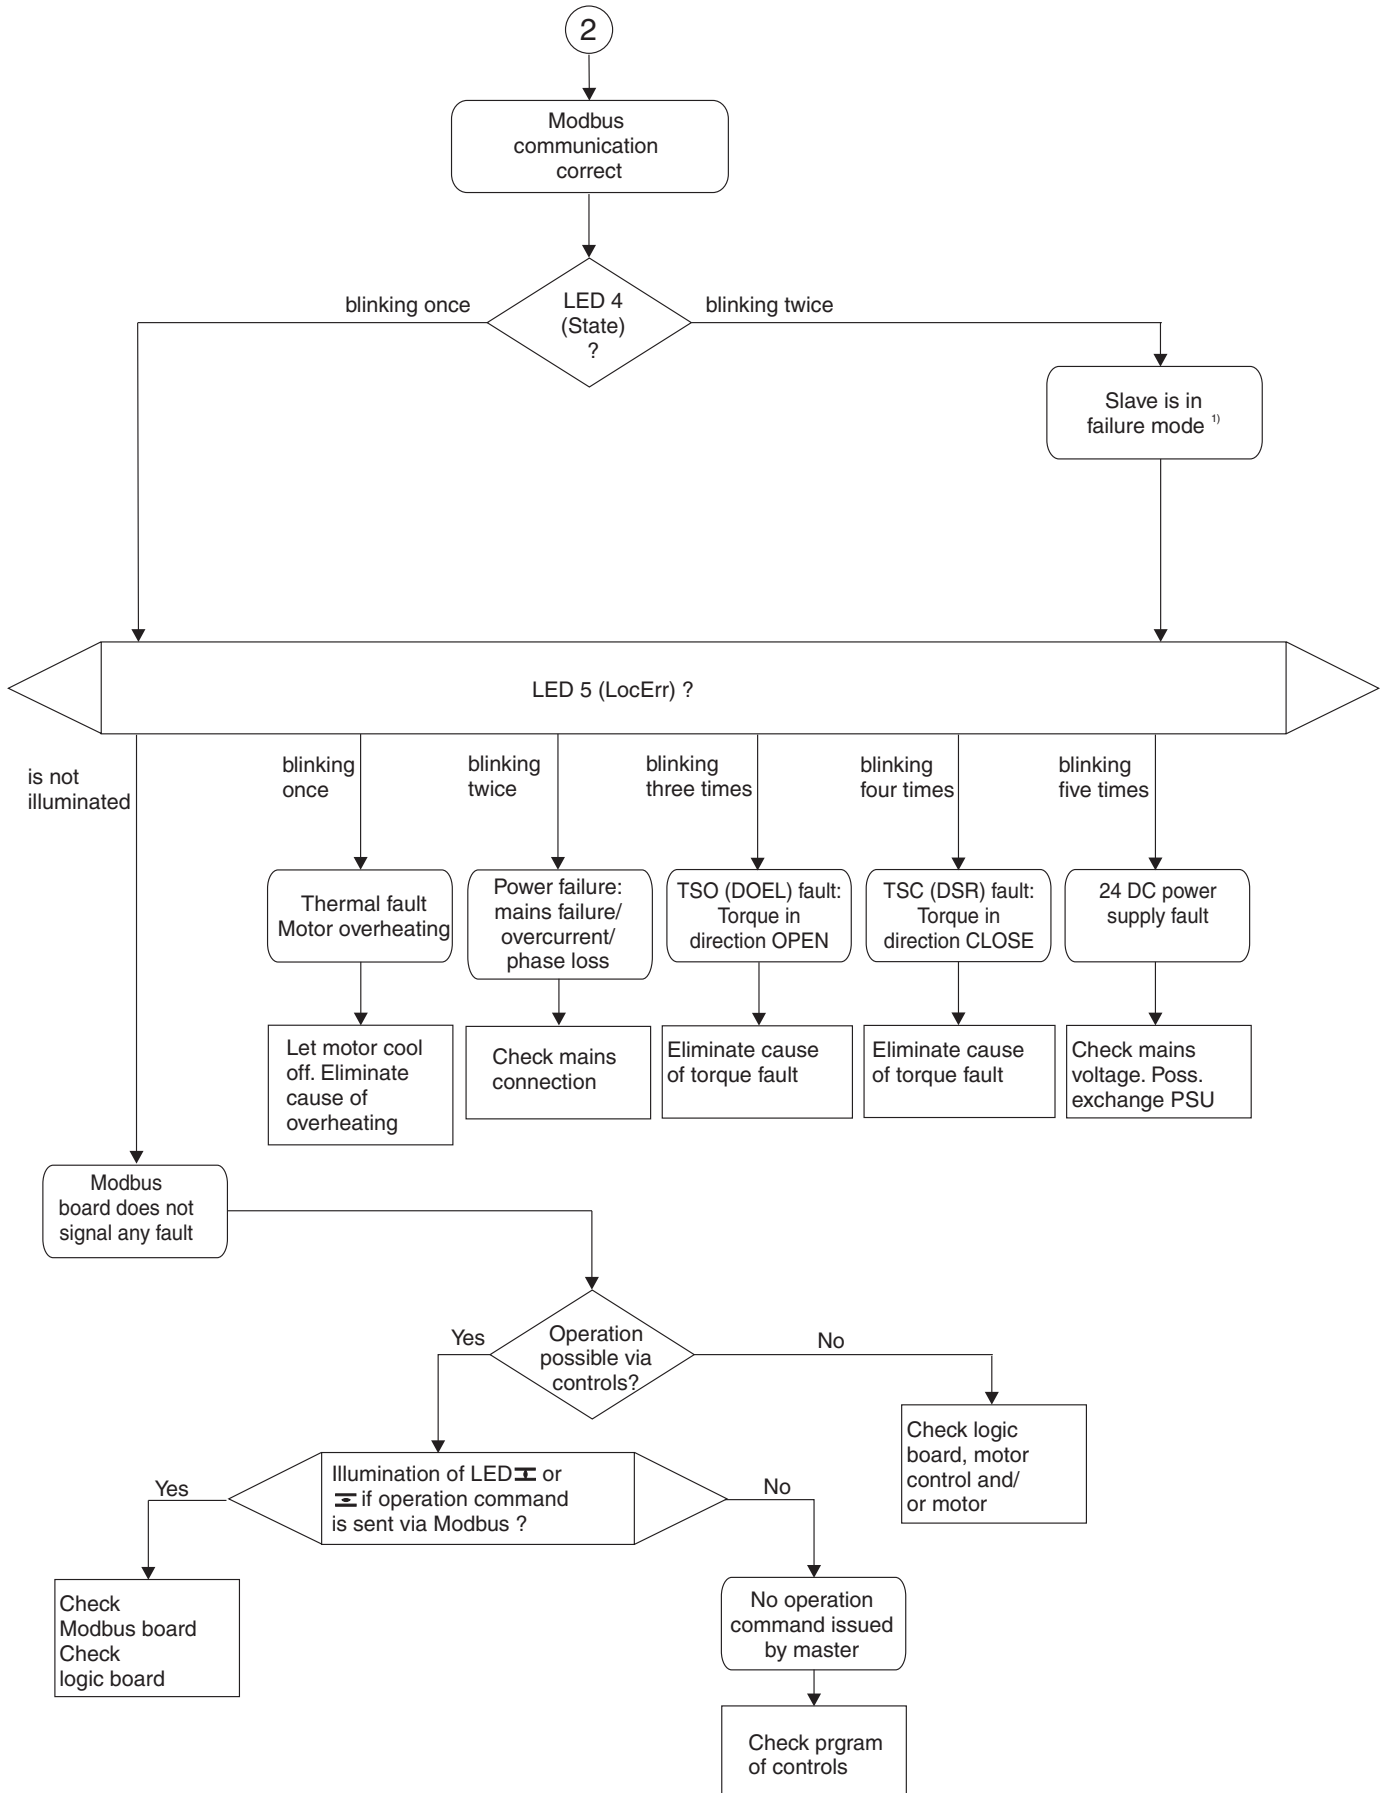 2
Modbus
communication
correct
LED 4
(State)
?
blinking once
blinking twice
Slave is in
failure mode 1)
LED 5 (LocErr) ?
is not
illuminated
blinking
once
blinking
twice
blinking
three times
blinking
four times
blinking
five times
Thermal fault
Motor overheating
Power failure:
mains failure/
overcurrent/
phase loss
TSO (DOEL) fault:
Torque in
direction OPEN
TSC (DSR) fault:
Torque in
direction CLOSE
24 DC power
supply fault
Let motor cool
off. Eliminate
cause of
overheating
Check mains
connection
Eliminate cause
of torque fault
Eliminate cause
of torque fault
Check mains
voltage. Poss.
exchange PSU
Modbus
board does not
signal any fault
Operation
possible via
controls?
Yes
No
Check logic
board, motor
control and/
or motor
Illumination of LED or
if operation command
is sent via Modbus ?
Yes
No
Check
Modbus board
Check
logic board
No operation
command issued
by master
Check prgram
of controls